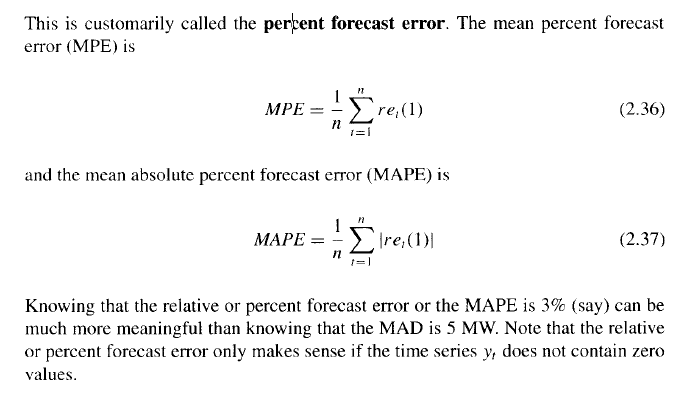 This is customarily called the percent forecast error. The mean percent forecast
error (MPE) is
MPE = \frac{1}{n} \sum_{t=1}^{n} re_t(1) (2.36)
and the mean absolute percent forecast error (MAPE) is
MAPE = \frac{1}{n} \sum_{t=1}^{n} |re_t(1)| (2.37)
Knowing that the relative or percent forecast error or the MAPE is 3% (say) can be
much more meaningful than knowing that the MAD is 5 MW. Note that the relative
or percent forecast error only makes sense if the time series y_t does not contain zero
values.